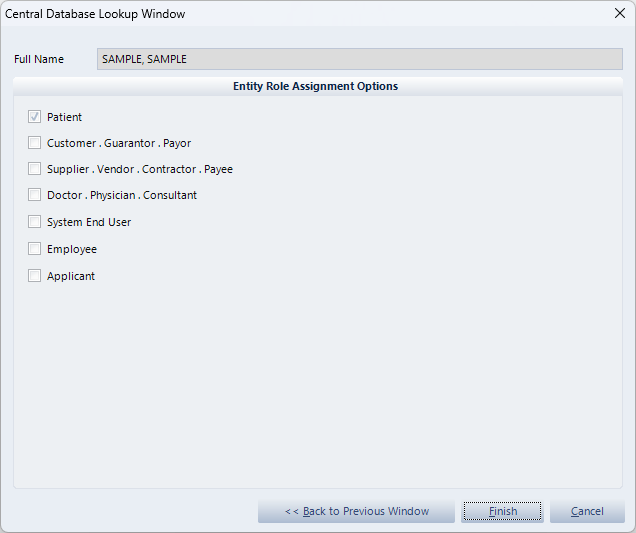 Central Database Lookup Window
Full Name SAMPLE, SAMPLE
Entity Role Assignment Options
Patient
Customer . Guarantor . Payor
Supplier . Vendor . Contractor . Payee
Doctor . Physician . Consultant
System End User
Employee
Applicant
<< Back to Previous Window Finish Cancel